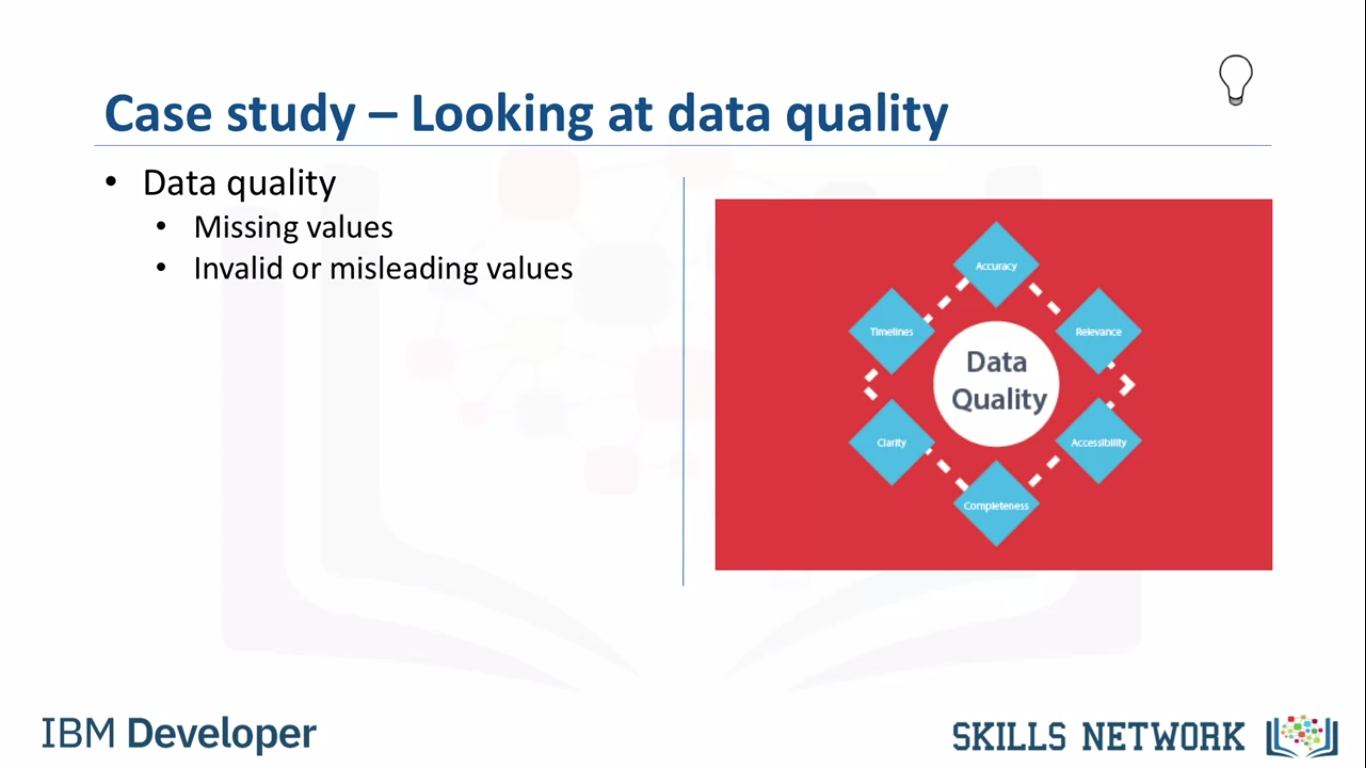 Case study – Looking at data quality
• Data quality
• Missing values
• Invalid or misleading values
Accuracy
Timelines
Relevance
Data
Quality
Clarity
Accessibility
Completeness
IBM Developer
SKILLS NETWORK